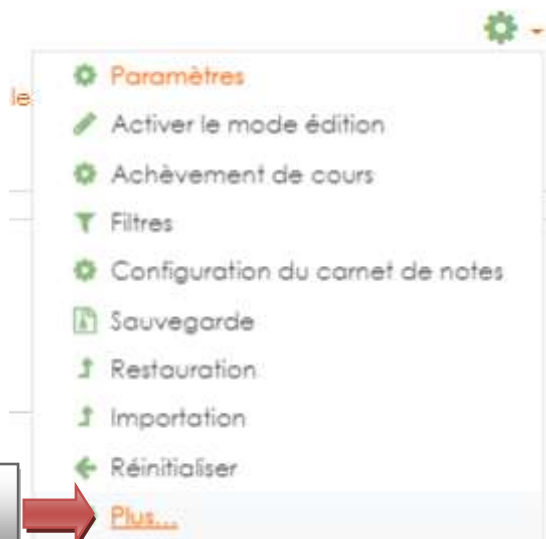 le
Paramètres
Activer le mode édition
Achèvement de cours
Filtres
Configuration du carnet de notes
Sauvegarde
Restauration
Importation
Réinitialiser
Plus...